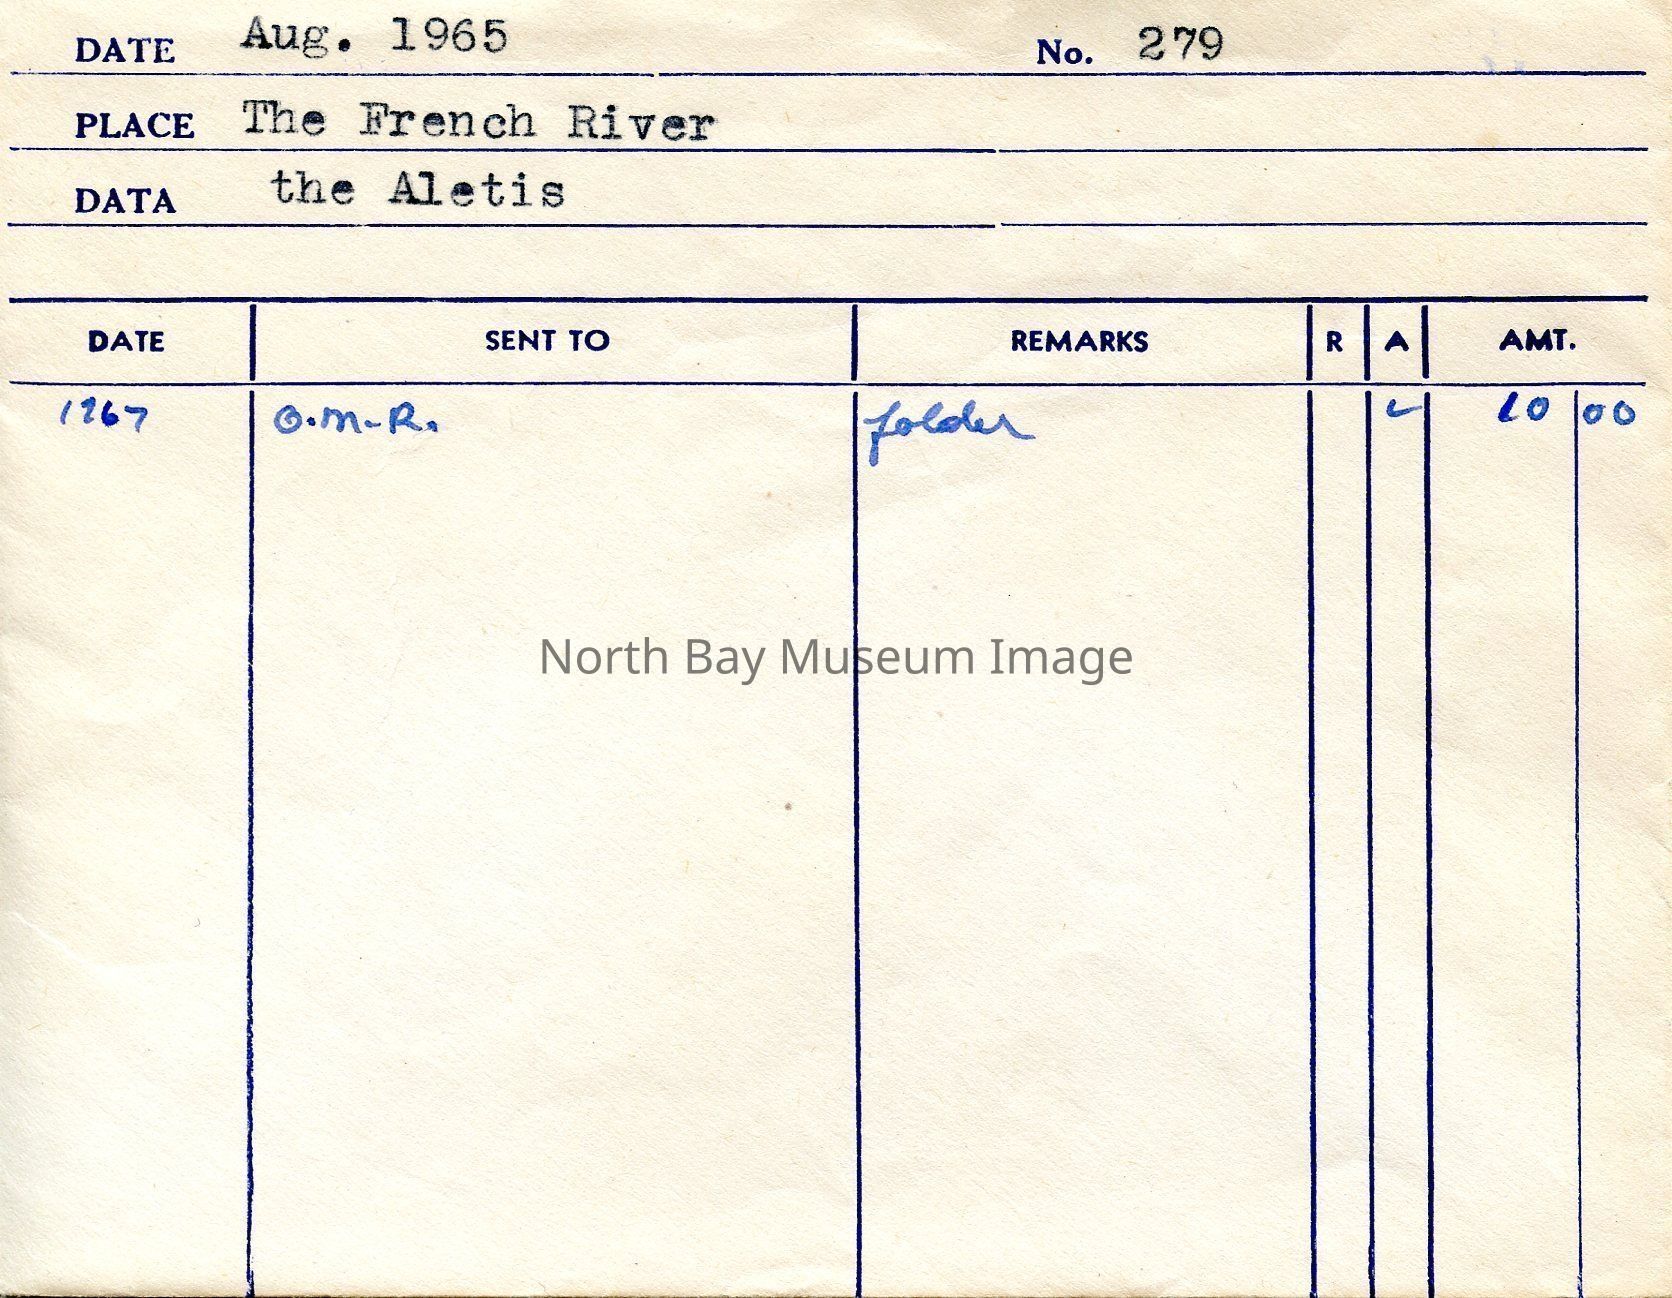 DATE Aug. 1965 No. 279
PLACE The French River
DATA the Aletis
DATE SENT TO REMARKS R A AMT.
1967 O.M.R. folder ✓ 10 00
North Bay Museum Image